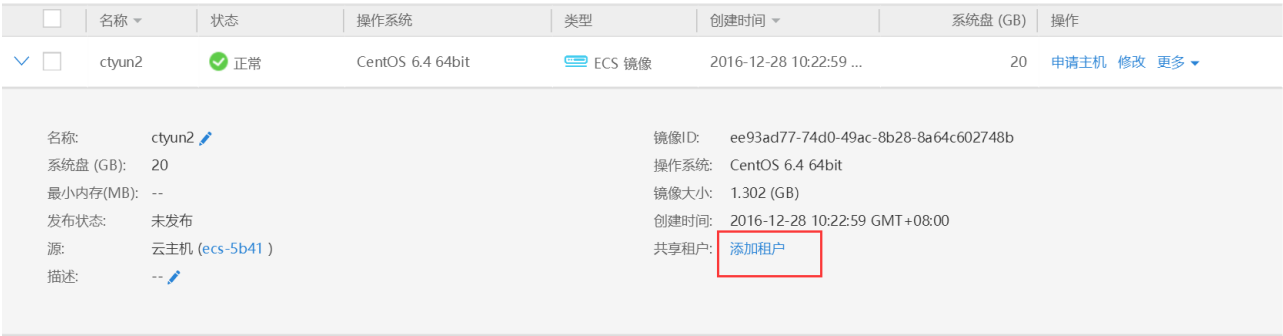 名称 状态 操作系统 类型 创建时间 系统盘 (GB) 操作
ctyun2 正常 CentOS 6.4 64bit ECS 镜像 2016-12-28 10:22:59 ... 20 申请主机 修改 更多
名称: ctyun2 镜像ID: ee93ad77-74d0-49ac-8b28-8a64c602748b
系统盘 (GB): 20 操作系统: CentOS 6.4 64bit
最小内存(MB): -- 镜像大小: 1.302 (GB)
发布状态: 未发布 创建时间: 2016-12-28 10:22:59 GMT+08:00
源: 云主机 (ecs-5b41 ) 共享租户: 添加租户
描述: --